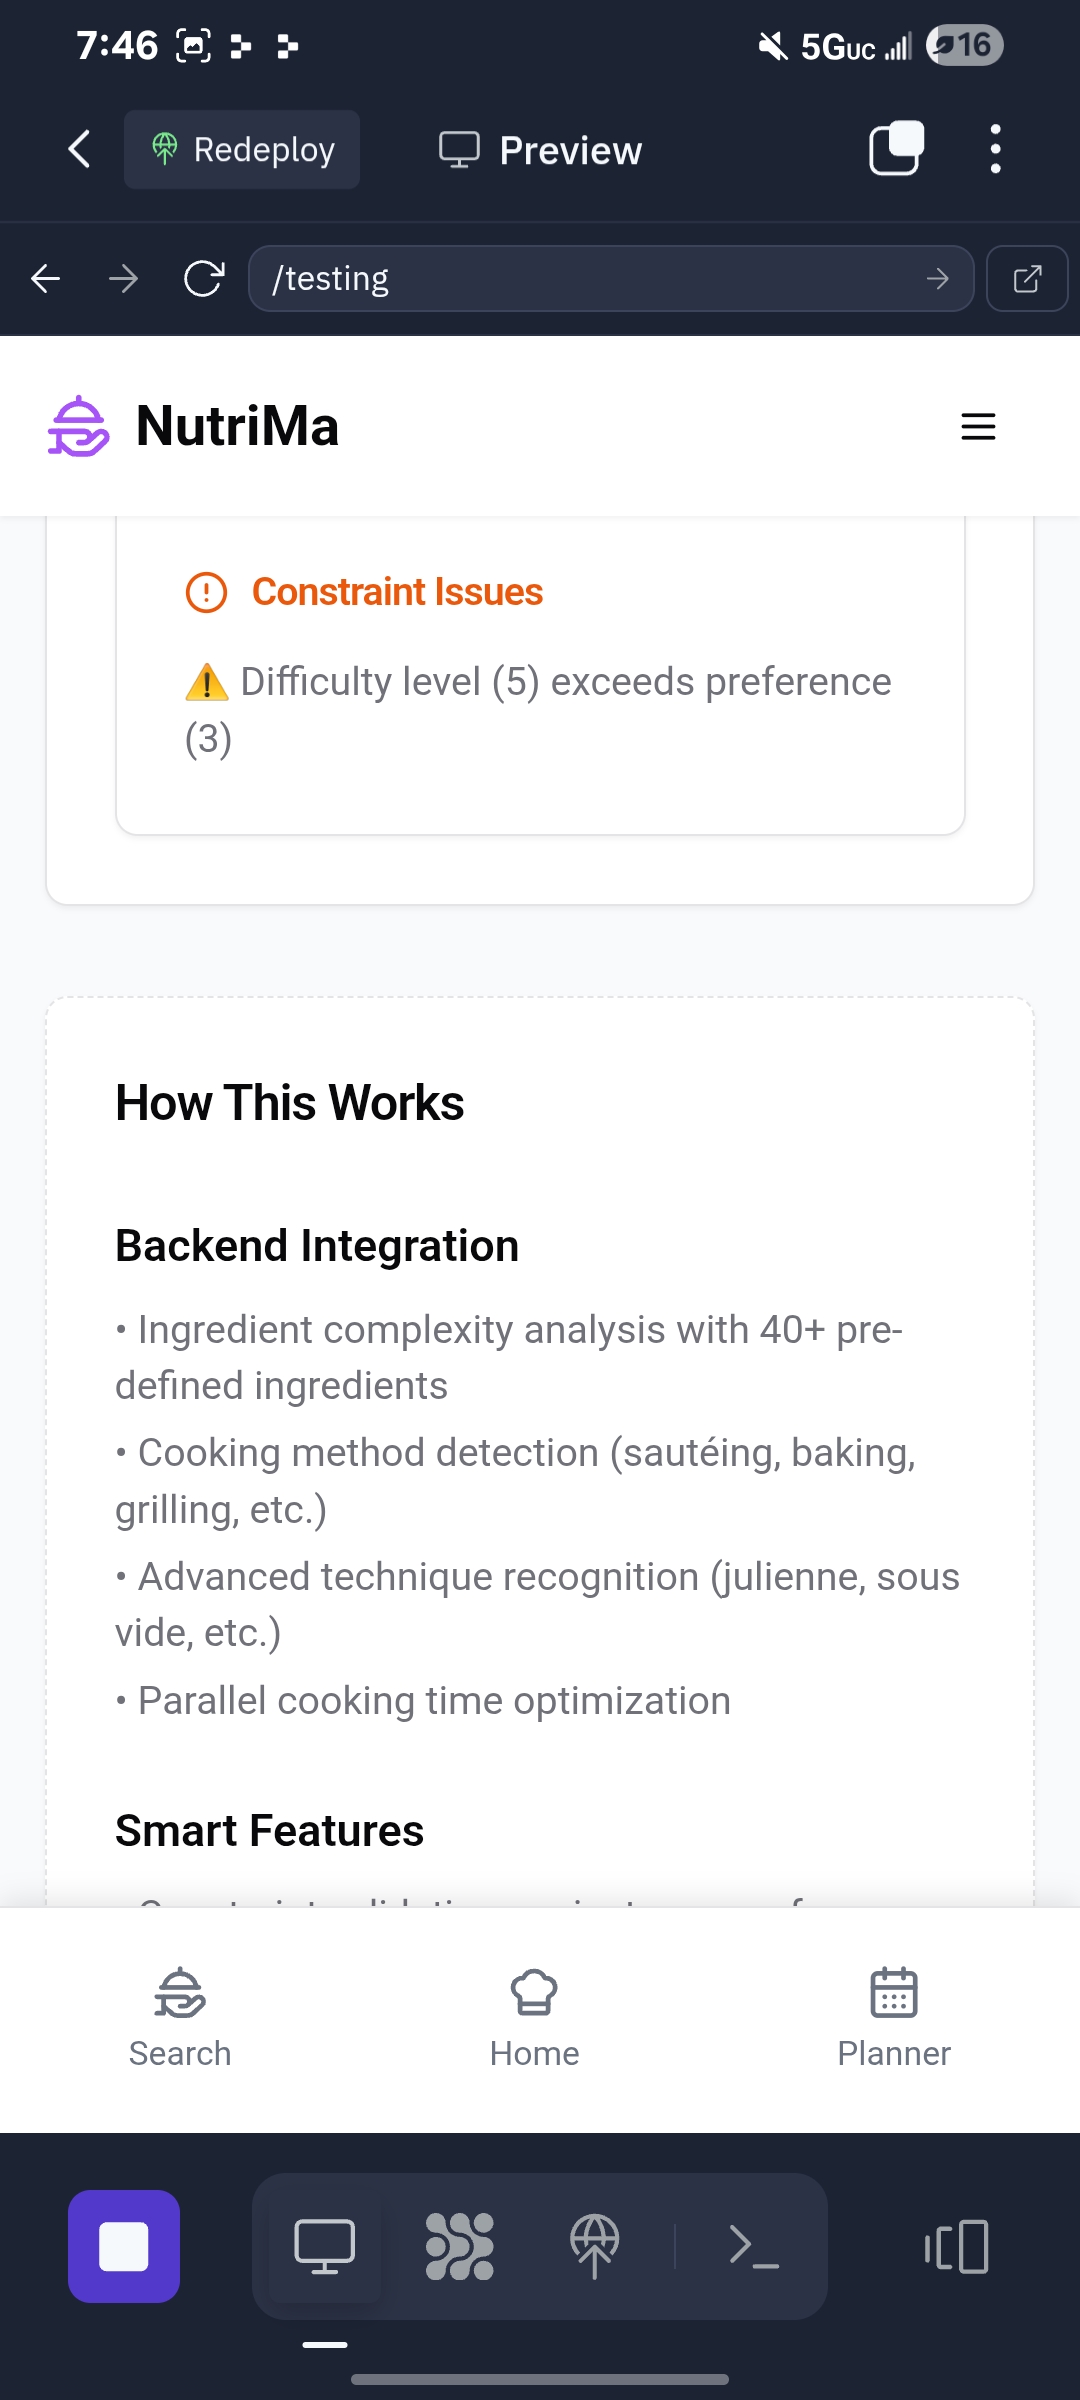 7:46
5GUC
16
Redeploy
Preview
/testing
NutriMa
Constraint Issues
⚠️ Difficulty level (5) exceeds preference
(3)
How This Works
Backend Integration
• Ingredient complexity analysis with 40+ pre-
defined ingredients
• Cooking method detection (sautéing, baking,
grilling, etc.)
• Advanced technique recognition (julienne, sous
vide, etc.)
• Parallel cooking time optimization
Smart Features
Search
Home
Planner